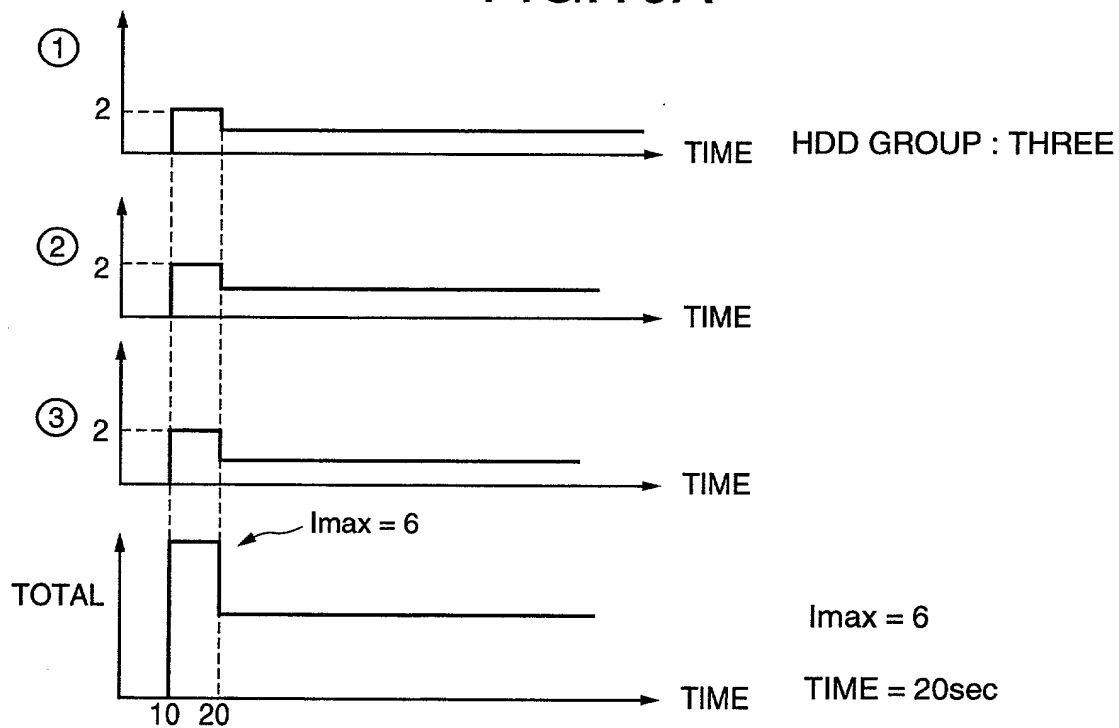 ①
2
TIME
HDD GROUP : THREE
②
2
TIME
③
2
TIME
Imax = 6
TOTAL
Imax = 6
10 20
TIME
TIME = 20sec